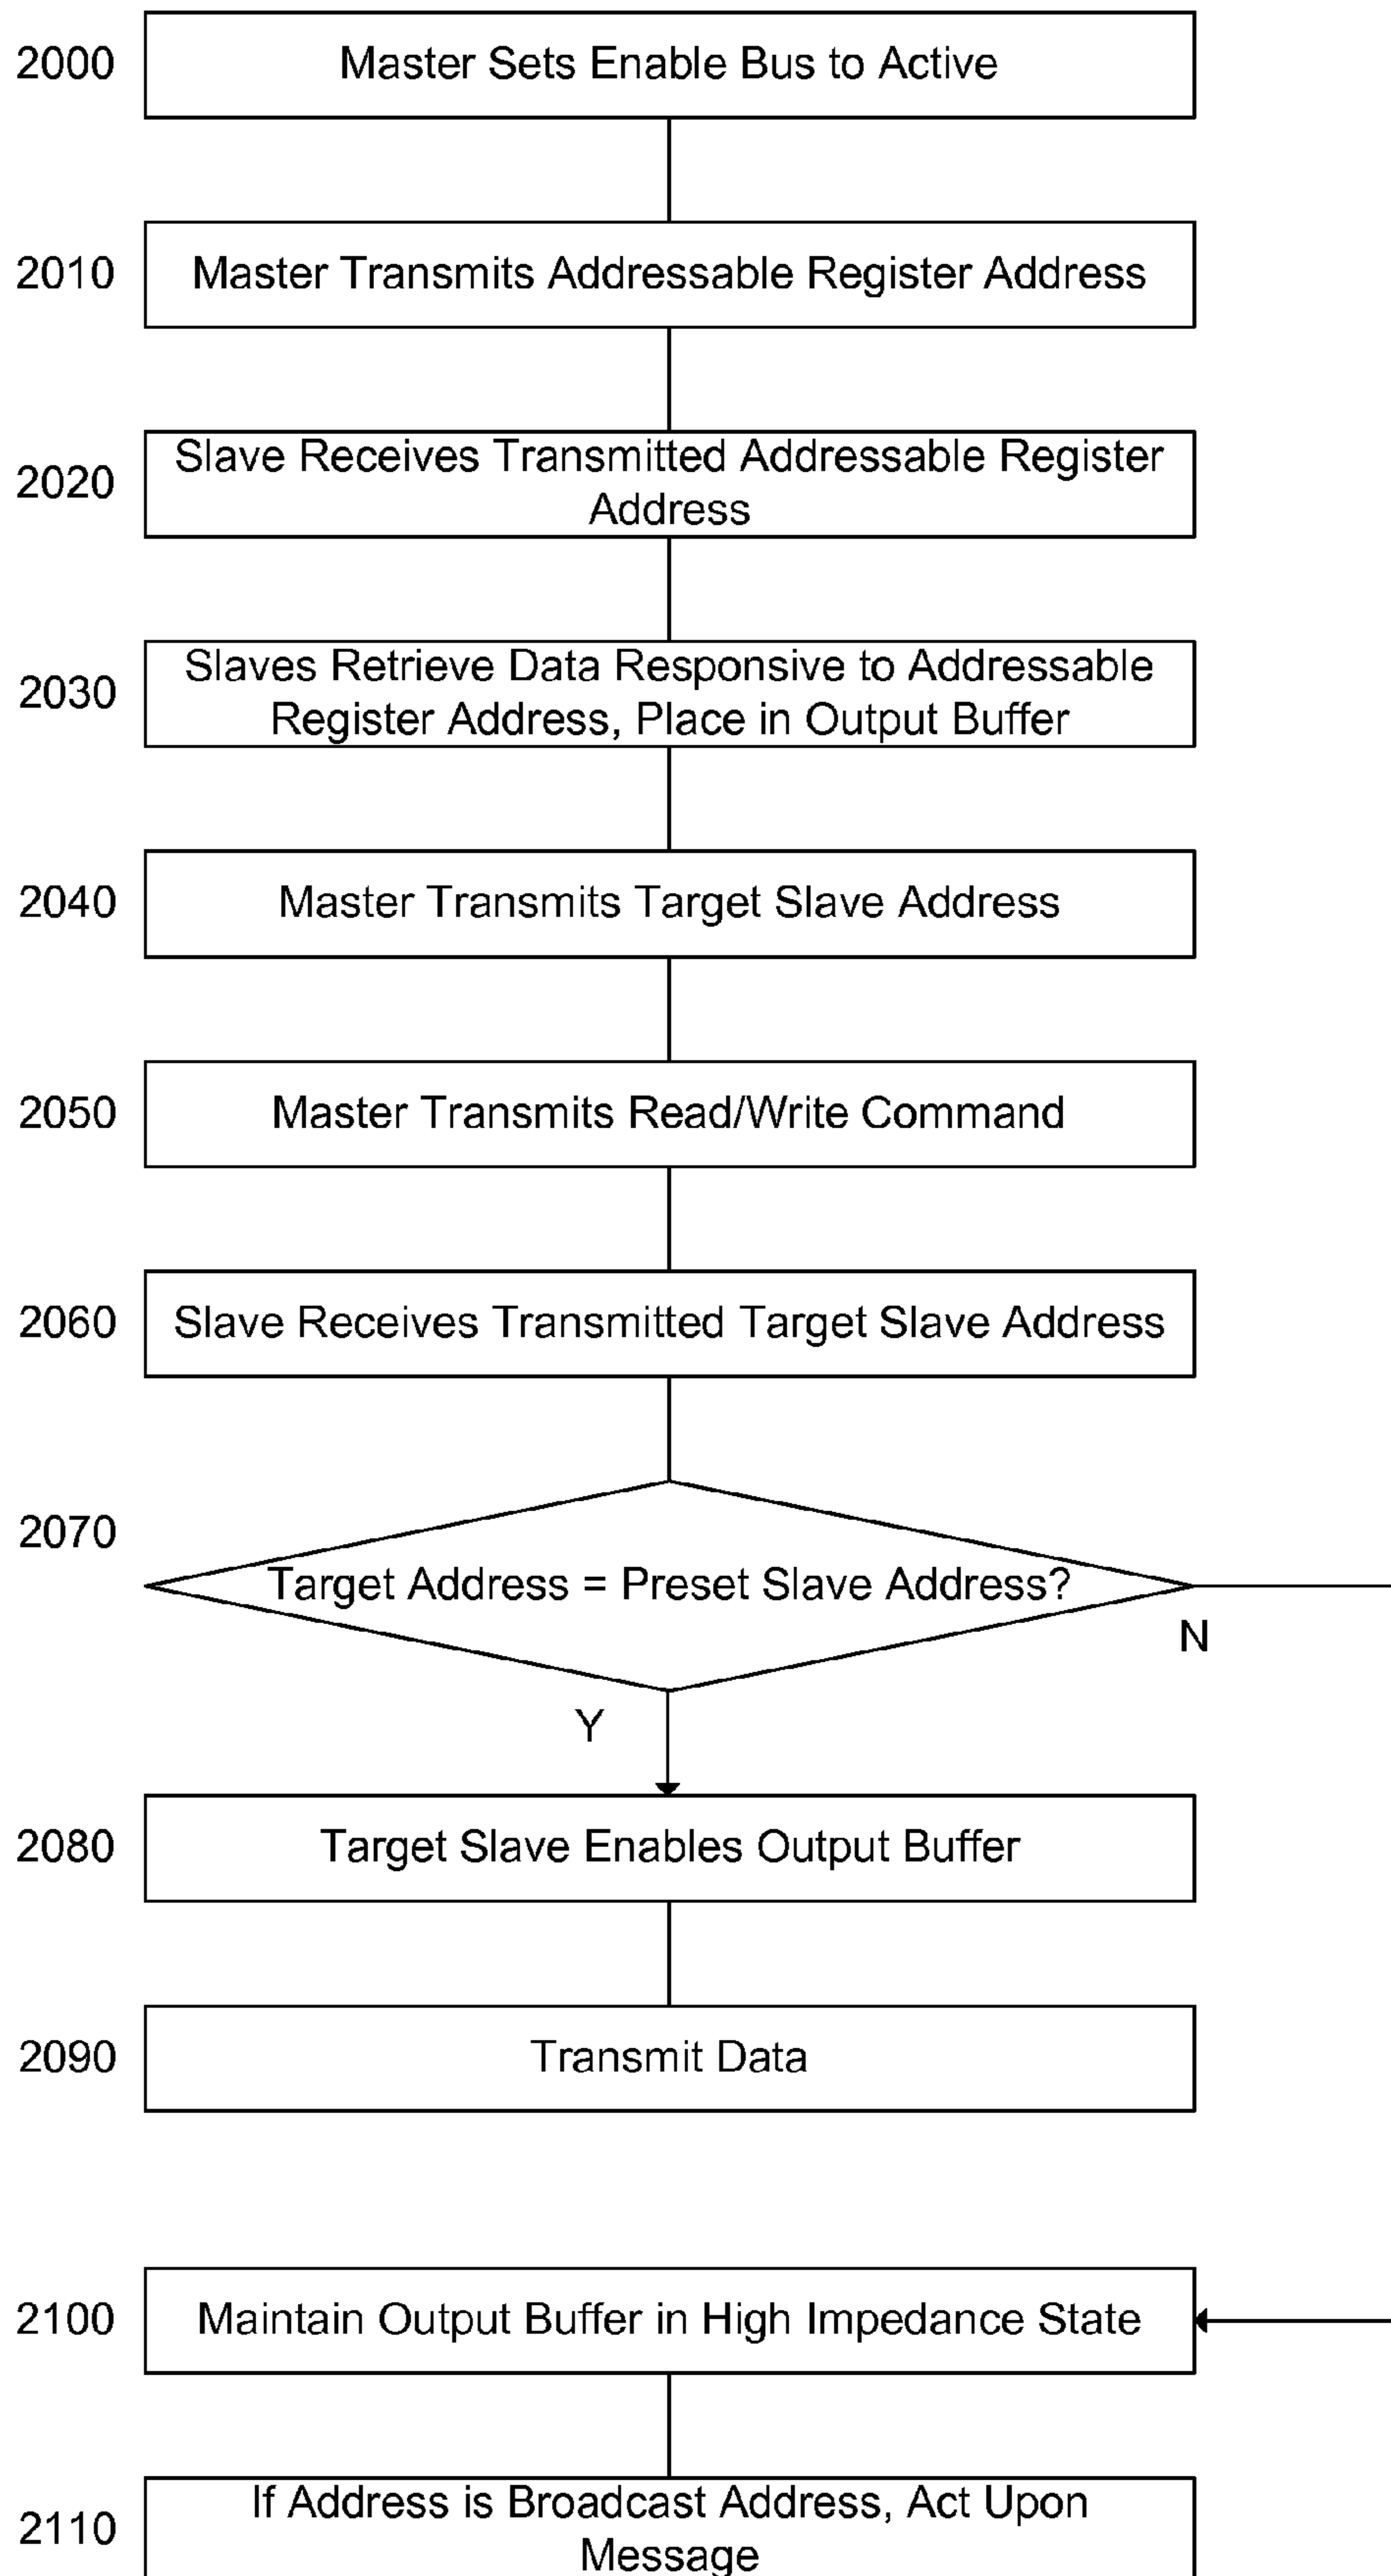 2000 Master Sets Enable Bus to Active
2010 Master Transmits Addressable Register Address
2020 Slave Receives Transmitted Addressable Register
Address
2030 Slaves Retrieve Data Responsive to Addressable
Register Address, Place in Output Buffer
2040 Master Transmits Target Slave Address
2050 Master Transmits Read/Write Command
2060 Slave Receives Transmitted Target Slave Address
2070 Target Address = Preset Slave Address?
N
Y
2080 Target Slave Enables Output Buffer
2090 Transmit Data
2100 Maintain Output Buffer in High Impedance State
2110 If Address is Broadcast Address, Act Upon
Message